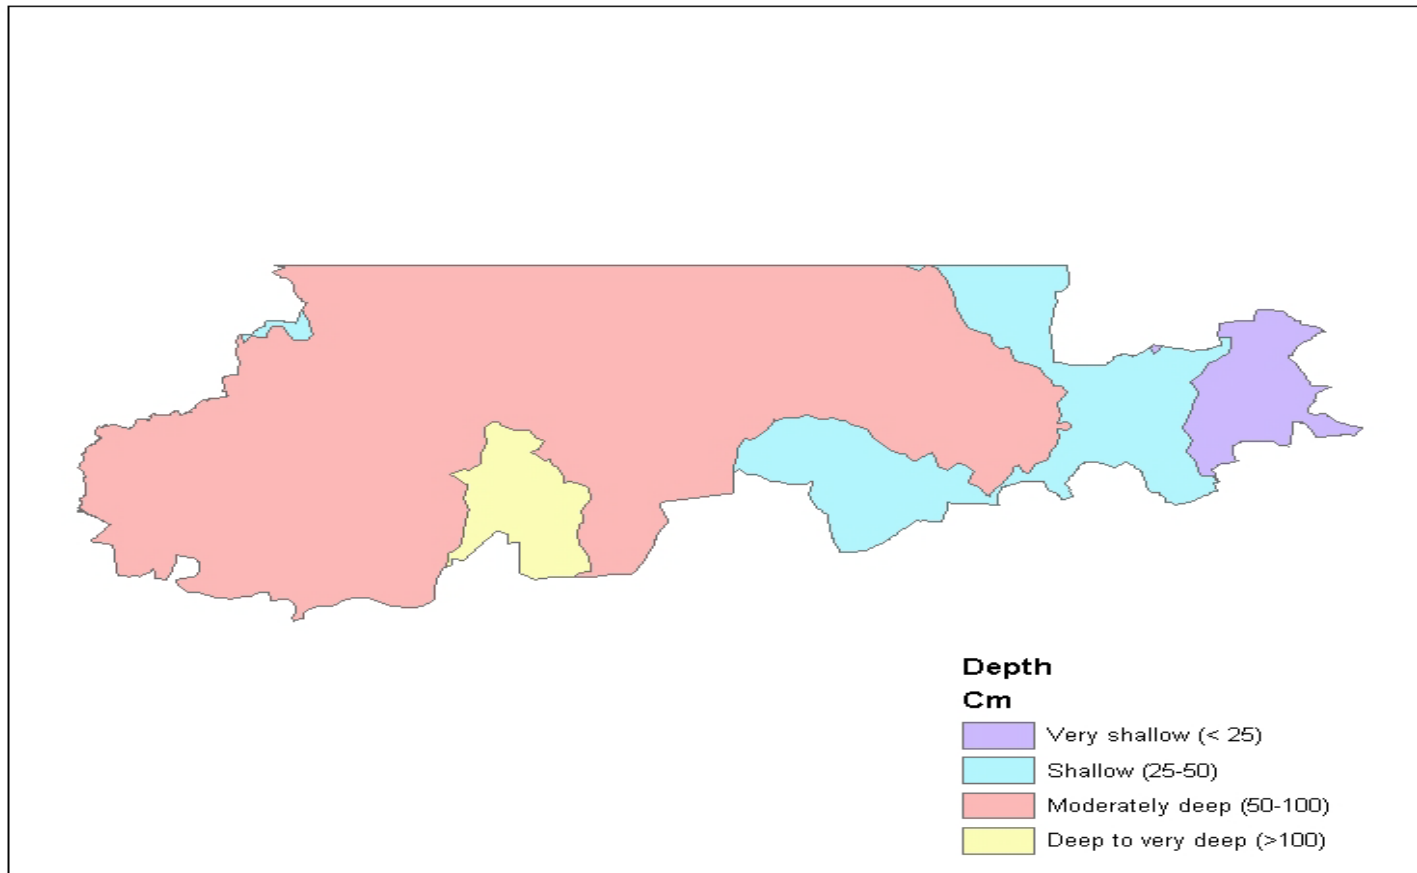 Depth
Cm
Very shallow (< 25)
Shallow (25-50)
Moderately deep (50-100)
Deep to very deep (>100)